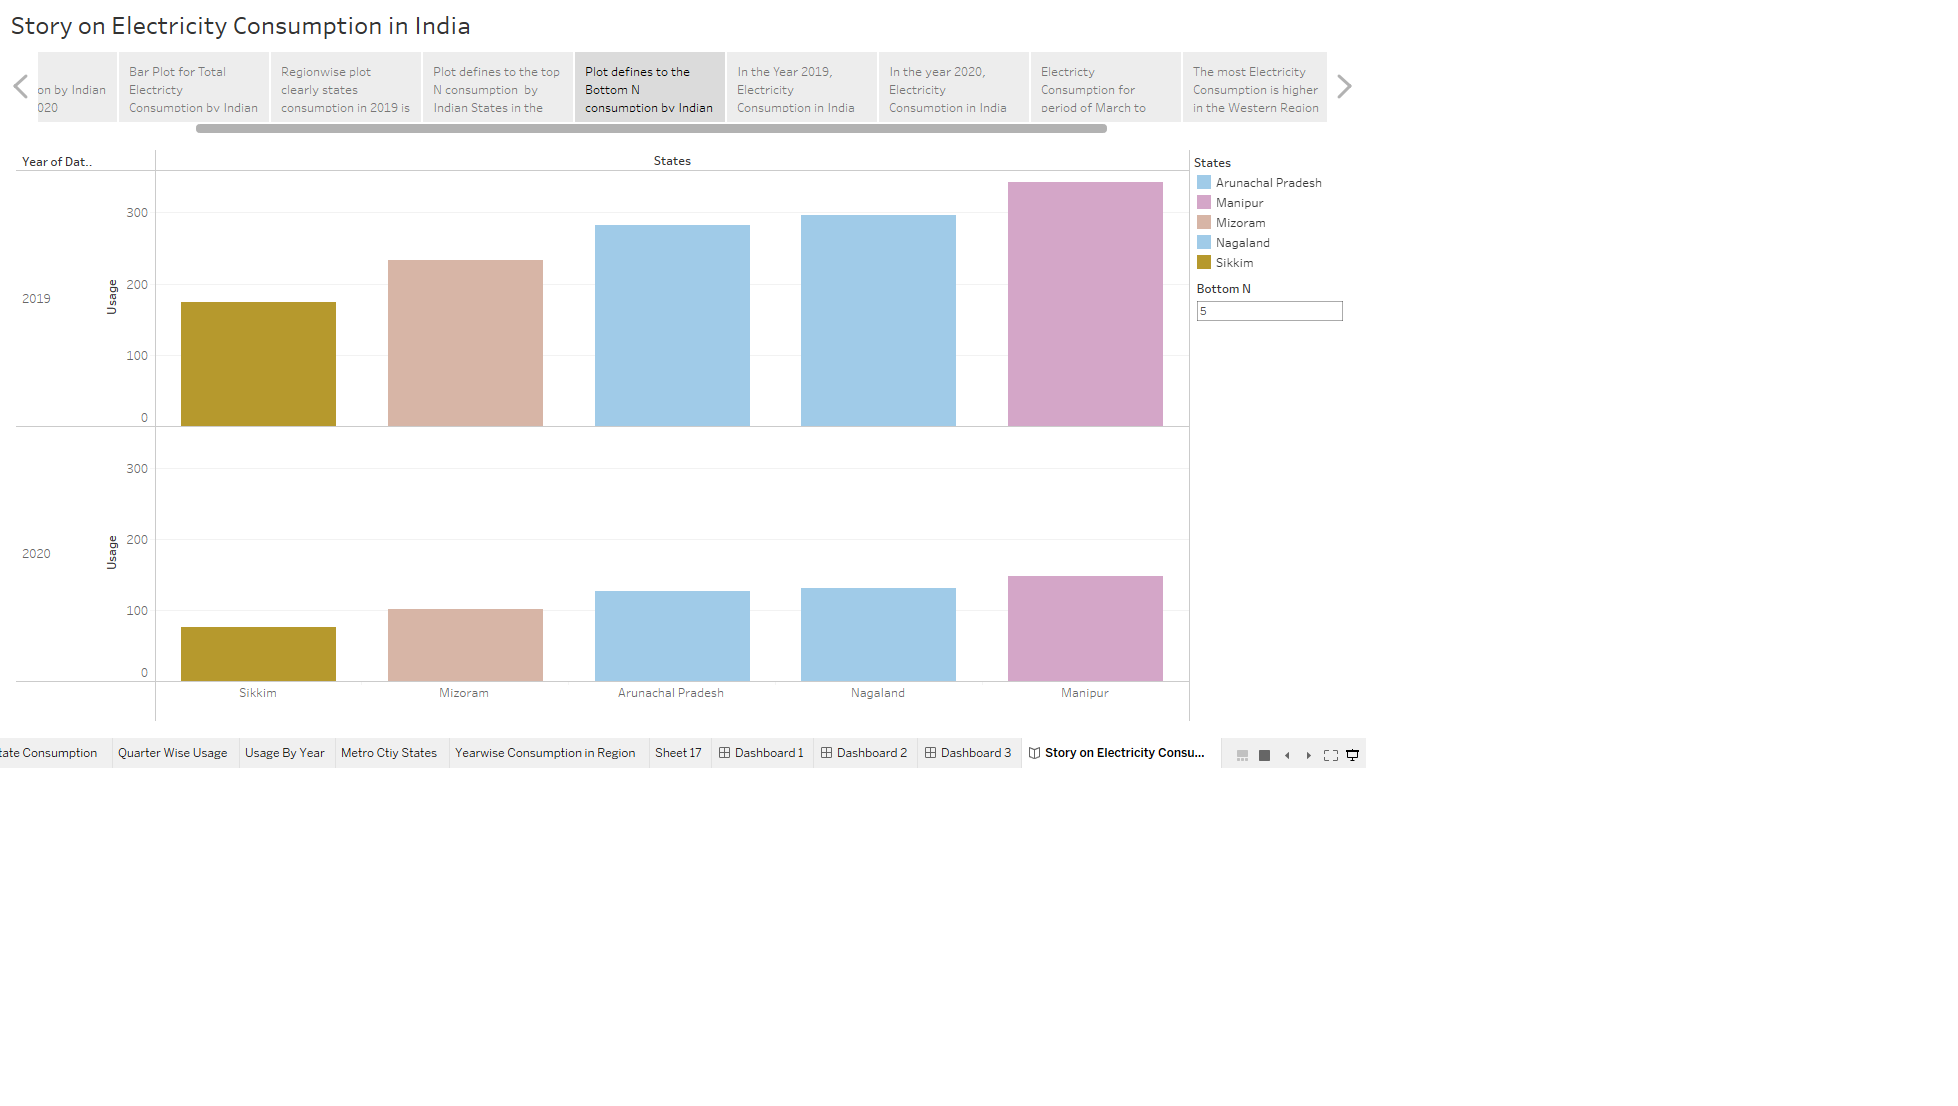 Story on Electricity Consumption in India
on by Indian
020
Bar Plot for Total
Electricty
Consumption by Indian
Regionwise plot
clearly states
consumption in 2019 is
Plot defines to the top
N consumption  by
Indian States in the
Plot defines to the
Bottom N
consumption by Indian
In the Year 2019,
Electricity
Consumption in India
In the year 2020,
Electricity
Consumption in India
Electricty
Consumption for
period of March to
The most Electricity
Consumption is higher
in the Western Region
Year of Dat..
States
2019
Usage
300
200
100
0
2020
Usage
300
200
100
0
Sikkim
Mizoram
Arunachal Pradesh
Nagaland
Manipur
States
Arunachal Pradesh
Manipur
Mizoram
Nagaland
Sikkim
Bottom N
5
tate Consumption
Quarter Wise Usage
Usage By Year
Metro Ctiy States
Yearwise Consumption in Region
Sheet 17
Dashboard 1
Dashboard 2
Dashboard 3
Story on Electricity Consu...